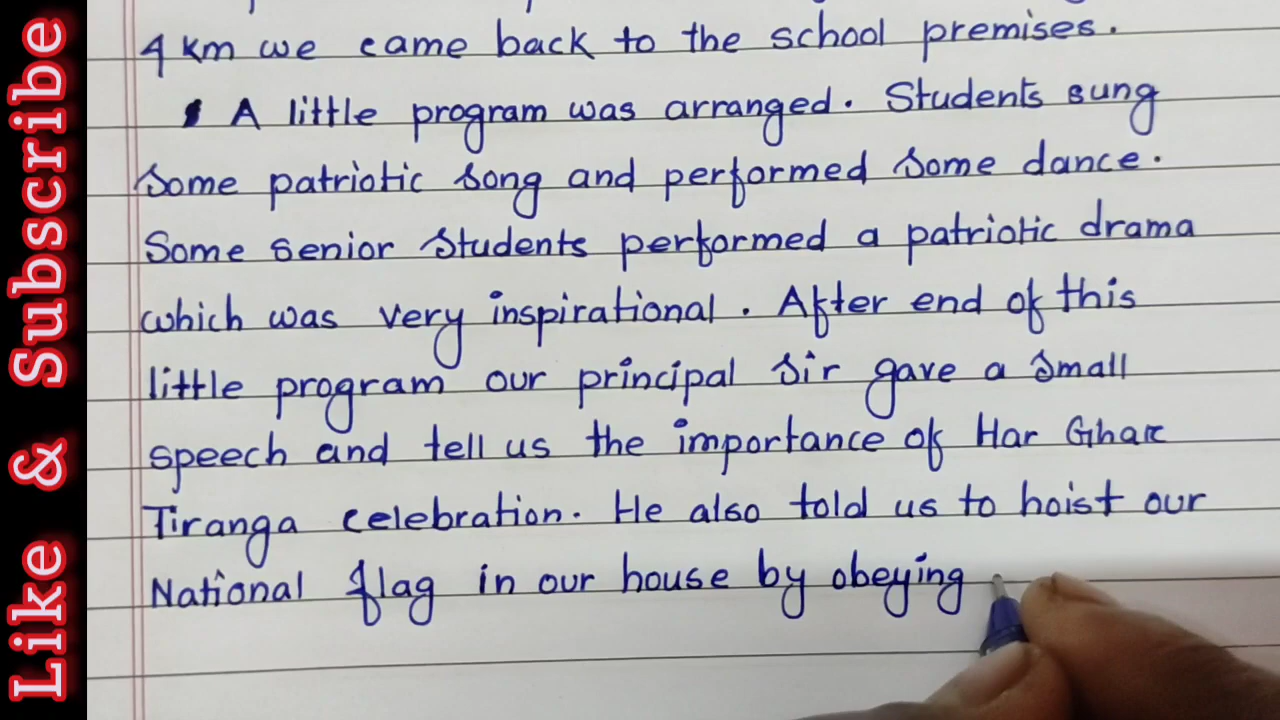 Like & Subscribe
4 km we came back to the school premises.
A little program was arranged. Students sung
some patriotic song and performed some dance.
Some senior students performed a patriotic drama
which was very inspirational. After end of this
little program our principal sir gave a small
speech and tell us the importance of Har Ghar
Tiranga celebration. He also told us to hoist our
National flag in our house by obeying